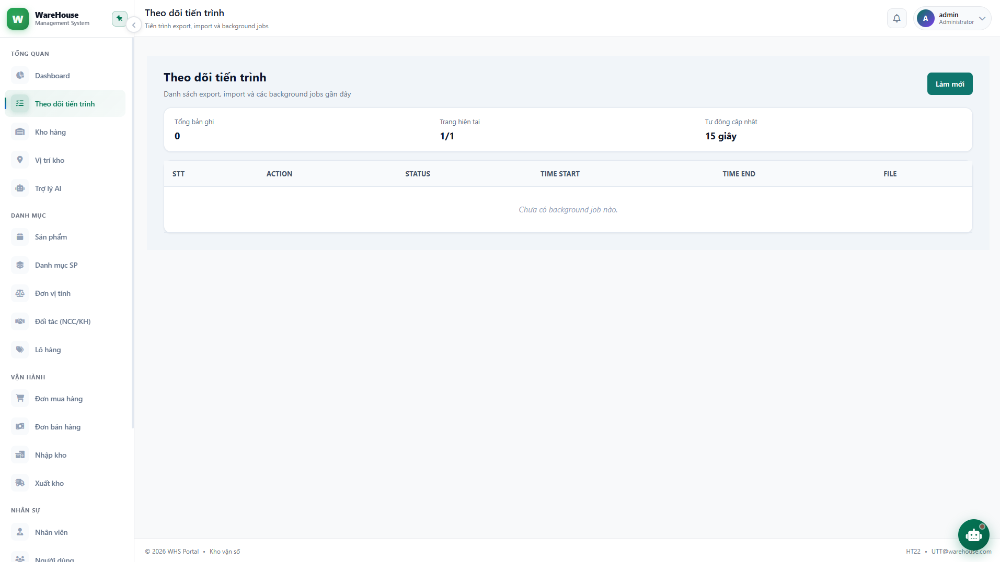 W
WareHouse
Management System
TỔNG QUAN
Dashboard
Theo dõi tiến trình
Kho hàng
Vị trí kho
Trợ lý AI
DANH MỤC
Sản phẩm
Danh mục SP
Đơn vị tính
Đối tác (NCC/KH)
Lô hàng
VẬN HÀNH
Đơn mua hàng
Đơn bán hàng
Nhập kho
Xuất kho
NHÂN SỰ
Nhân viên
Người dùng
Theo dõi tiến trình
Tiến trình export, import và background jobs
A
admin
Administrator
Theo dõi tiến trình
Danh sách export, import và các background jobs gần đây
Làm mới
Tổng bản ghi
0
Trang hiện tại
1/1
Tự động cập nhật
15 giây
STT ACTION STATUS TIME START TIME END FILE
Chưa có background job nào.
© 2026 WHS Portal • Kho vận số
HT22 • UTT@warehouse.com